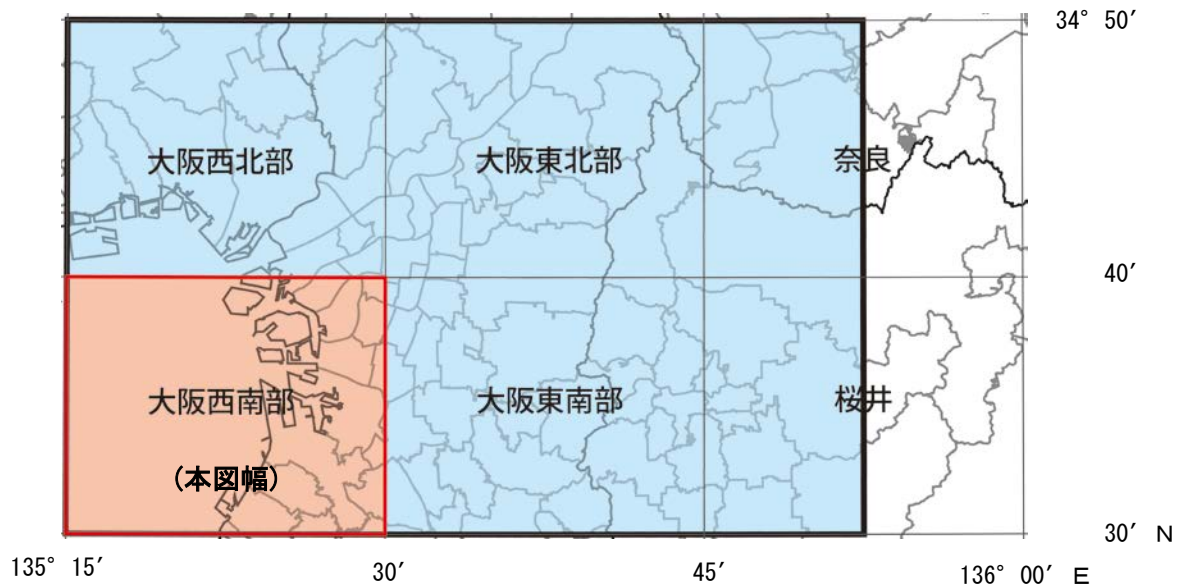 34° 50′
大阪西北部
大阪東北部
奈良
40′
大阪西南部
大阪東南部
桜井
(本図幅)
30′ N
135° 15′
30′
45′
136° 00′ E